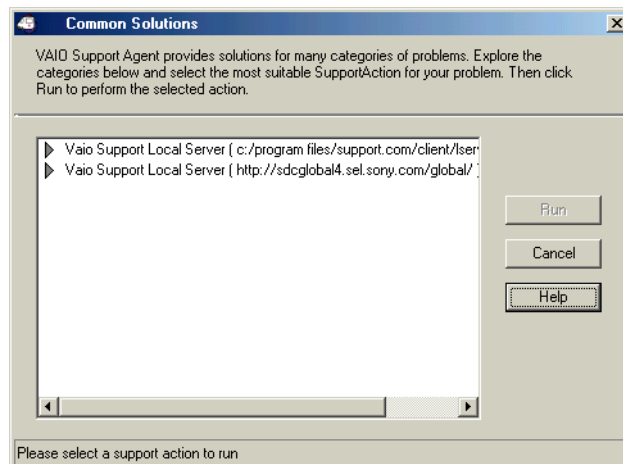 Common Solutions
VAIO Support Agent provides solutions for many categories of problems. Explore the
categories below and select the most suitable SupportAction for your problem. Then click
Run to perform the selected action.
Vaio Support Local Server ( c:/program files/support.com/client/lser
Vaio Support Local Server ( http://sdcglobal4.sel.sony.com/global/ )
Run
Cancel
Help
Please select a support action to run